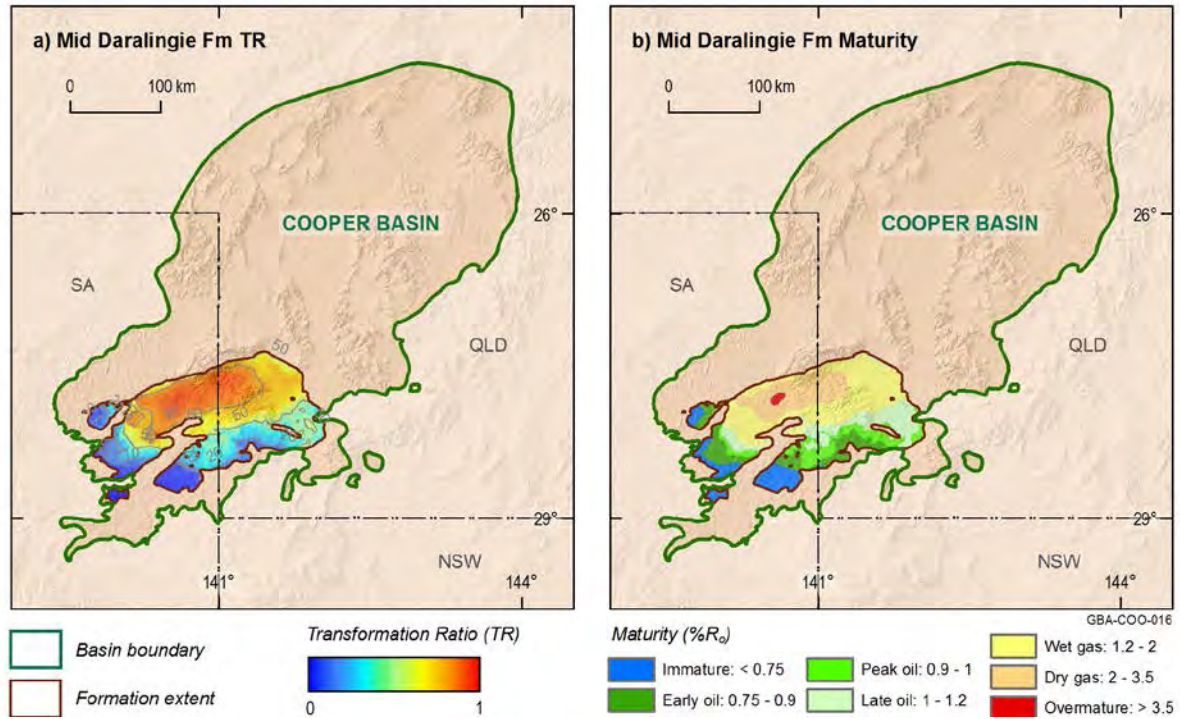 a) Mid Daralingie Fm TR
0 100 km
COOPER BASIN
26°
SA
QLD
50
50
29°
NSW
141°
144°
b) Mid Daralingie Fm Maturity
0 100 km
COOPER BASIN
26°
SA
QLD
29°
NSW
141°
144°
GBA-COO-016
Basin boundary
Formation extent
Transformation Ratio (TR)
0 1
Maturity (%Rₒ)
Immature: < 0.75
Early oil: 0.75 - 0.9
Peak oil: 0.9 - 1
Late oil: 1 - 1.2
Wet gas: 1.2 - 2
Dry gas: 2 - 3.5
Overmature: > 3.5